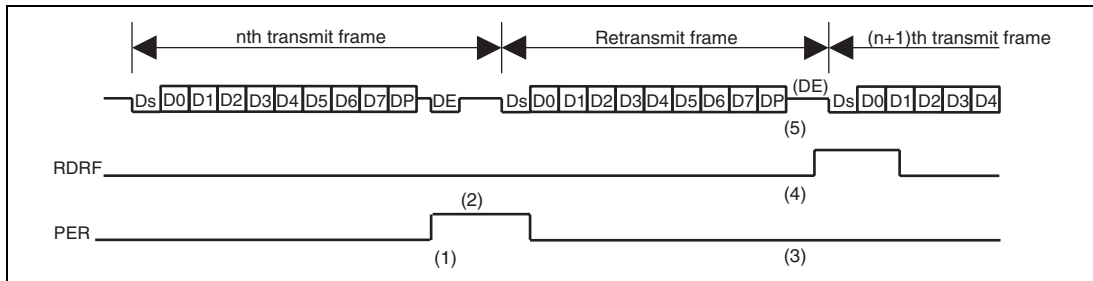 nth transmit frame Retransmit frame (n+1)th transmit frame
(DE)
Ds D0 D1 D2 D3 D4 D5 D6 D7 DP DE Ds D0 D1 D2 D3 D4 D5 D6 D7 DP Ds D0 D1 D2 D3 D4
(5)
RDRF
(4)
(2)
PER
(1) (3)